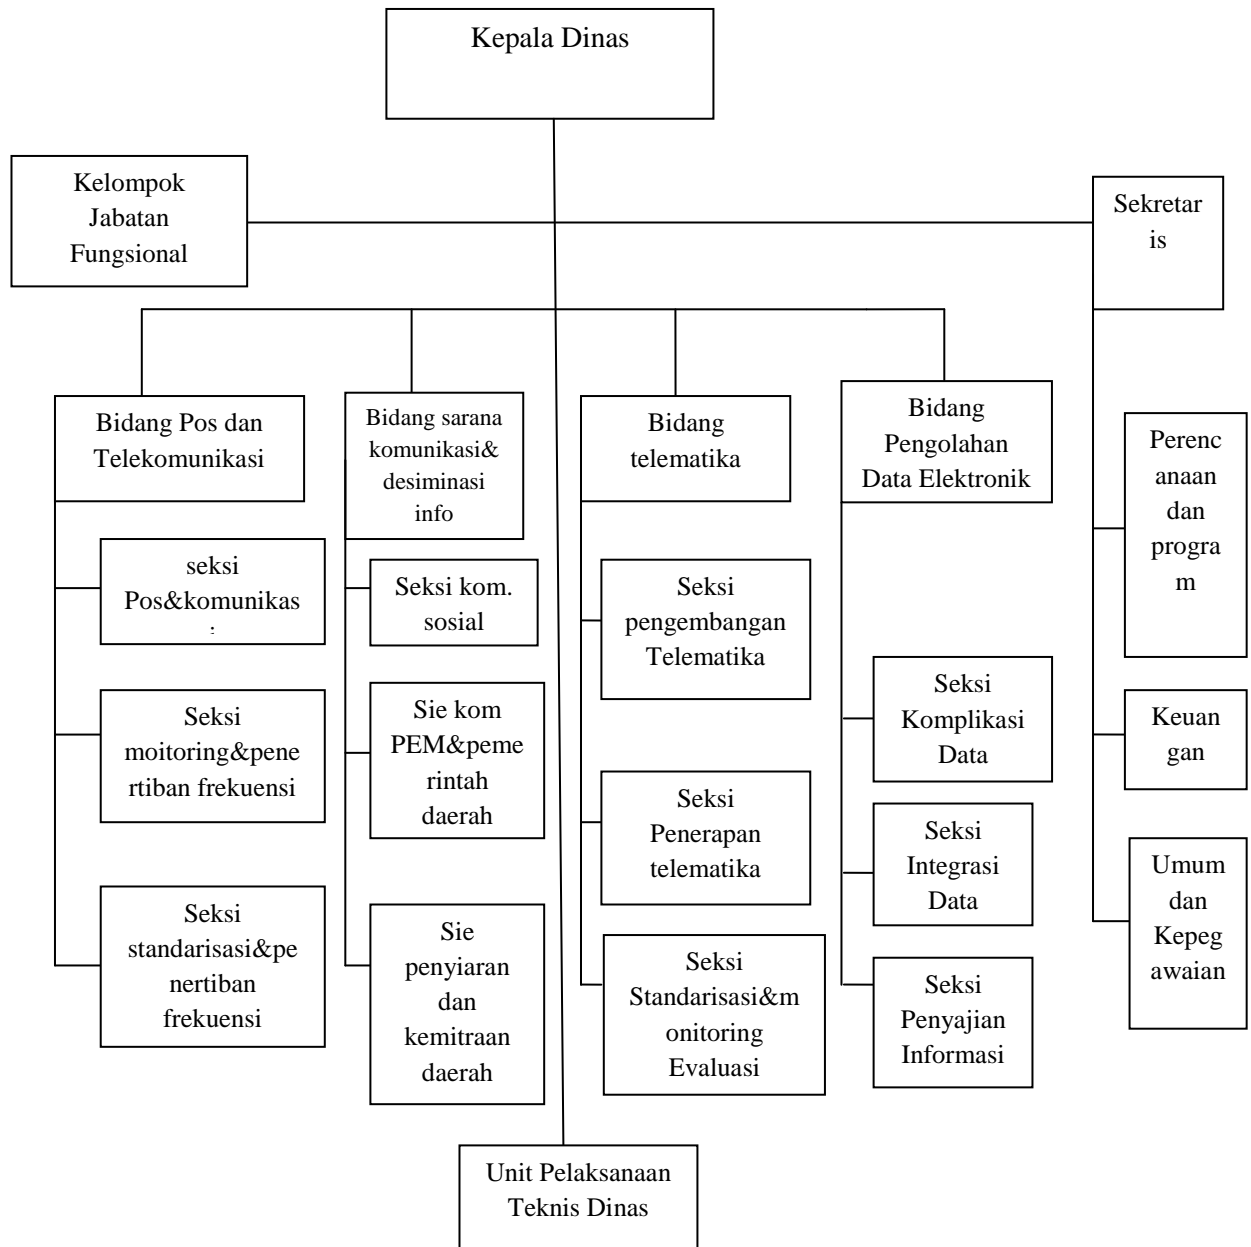 Kepala Dinas
Kelompok
Jabatan
Fungsional
Sekretar
is
Bidang Pos dan
Telekomunikasi
Bidang sarana
komunikasi&
desiminasi
info
Bidang
telematika
Bidang
Pengolahan
Data Elektronik
seksi
Pos&komunikas
i
Seksi
moitoring&pene
rtiban frekuensi
Seksi
standarisasi&pe
nertiban
frekuensi
Seksi kom.
sosial
Sie kom
PEM&peme
rintah
daerah
Sie
penyiaran
dan
kemitraan
daerah
Seksi
pengembangan
Telematika
Seksi
Penerapan
telematika
Seksi
Standarisasi&m
onitoring
Evaluasi
Seksi
Komplikasi
Data
Seksi
Integrasi
Data
Seksi
Penyajian
Informasi
Perenc
anaan
dan
progra
m
Keuan
gan
Umum
dan
Kepeg
awaian
Unit Pelaksanaan
Teknis Dinas